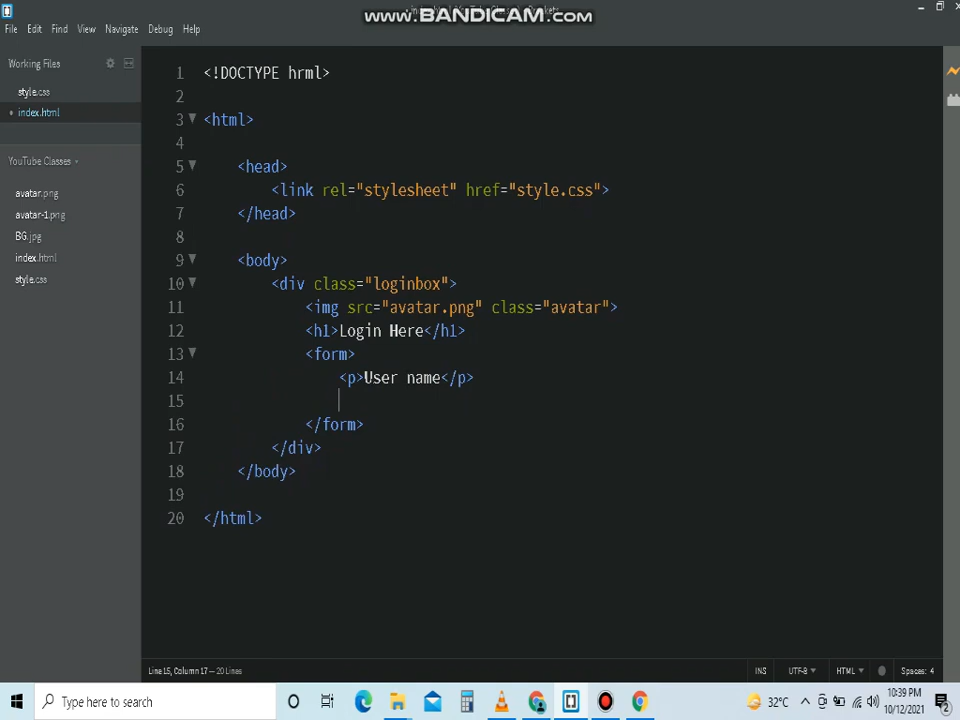 www.BANDICAM.com
File Edit Find View Navigate Debug Help
Working Files
style.css
index.html
YouTube Classes
avatar.png
avatar-1.png
BG.jpg
index.html
style.css
1 <!DOCTYPE hrml>
2
3 <html>
4
5 <head>
6 <link rel="stylesheet" href="style.css">
7 </head>
8
9 <body>
10 <div class="loginbox">
11 <img src="avatar.png" class="avatar">
12 <h1>Login Here</h1>
13 <form>
14 <p>User name</p>
15
16 </form>
17 </div>
18 </body>
19
20 </html>
Line 15, Column 17 — 20 Lines
INS UTF-8 HTML Spaces: 4
Type here to search
32°C
10:39 PM
10/12/2021
2